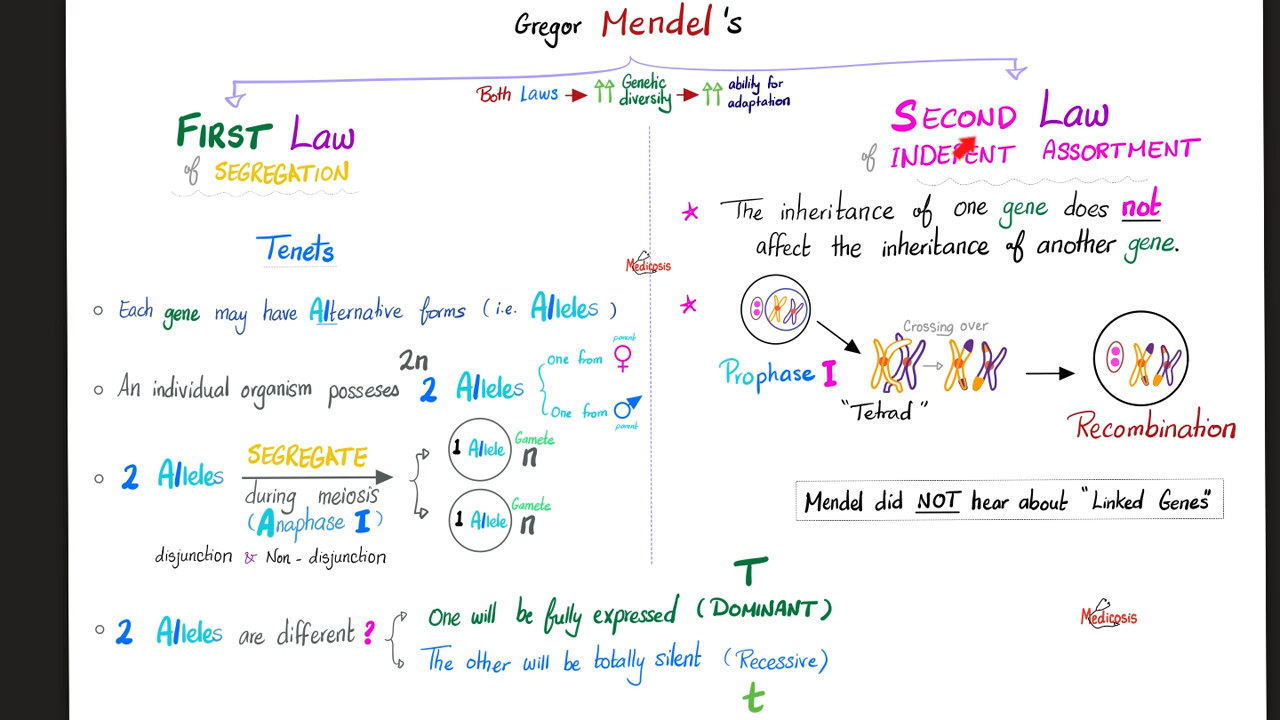 Gregor Mendel's
Both Laws → ↑↑ Genetic diversity → ↑↑ ability for adaptation
FIRST LAW
of SEGREGATION
Tenets
Each gene may have Alternative forms (i.e. Alleles)
2n
An individual organism posseses 2 Alleles
parent
one from ♀
One from ♂
parent
2 Alleles SEGREGATE
during meiosis
(Anaphase I)
1 Allele Gamete n
1 Allele Gamete n
disjunction & Non-disjunction
2 Alleles are different?
T
One will be fully expressed (DOMINANT)
The other will be totally silent (Recessive)
t
Medicosis
SECOND LAW
of INDEPENT ASSORTMENT
* The inheritance of one gene does not
affect the inheritance of another gene.
*
Prophase I
Crossing over
"Tetrad"
Recombination
Mendel did NOT hear about "Linked Genes"
Medicosis